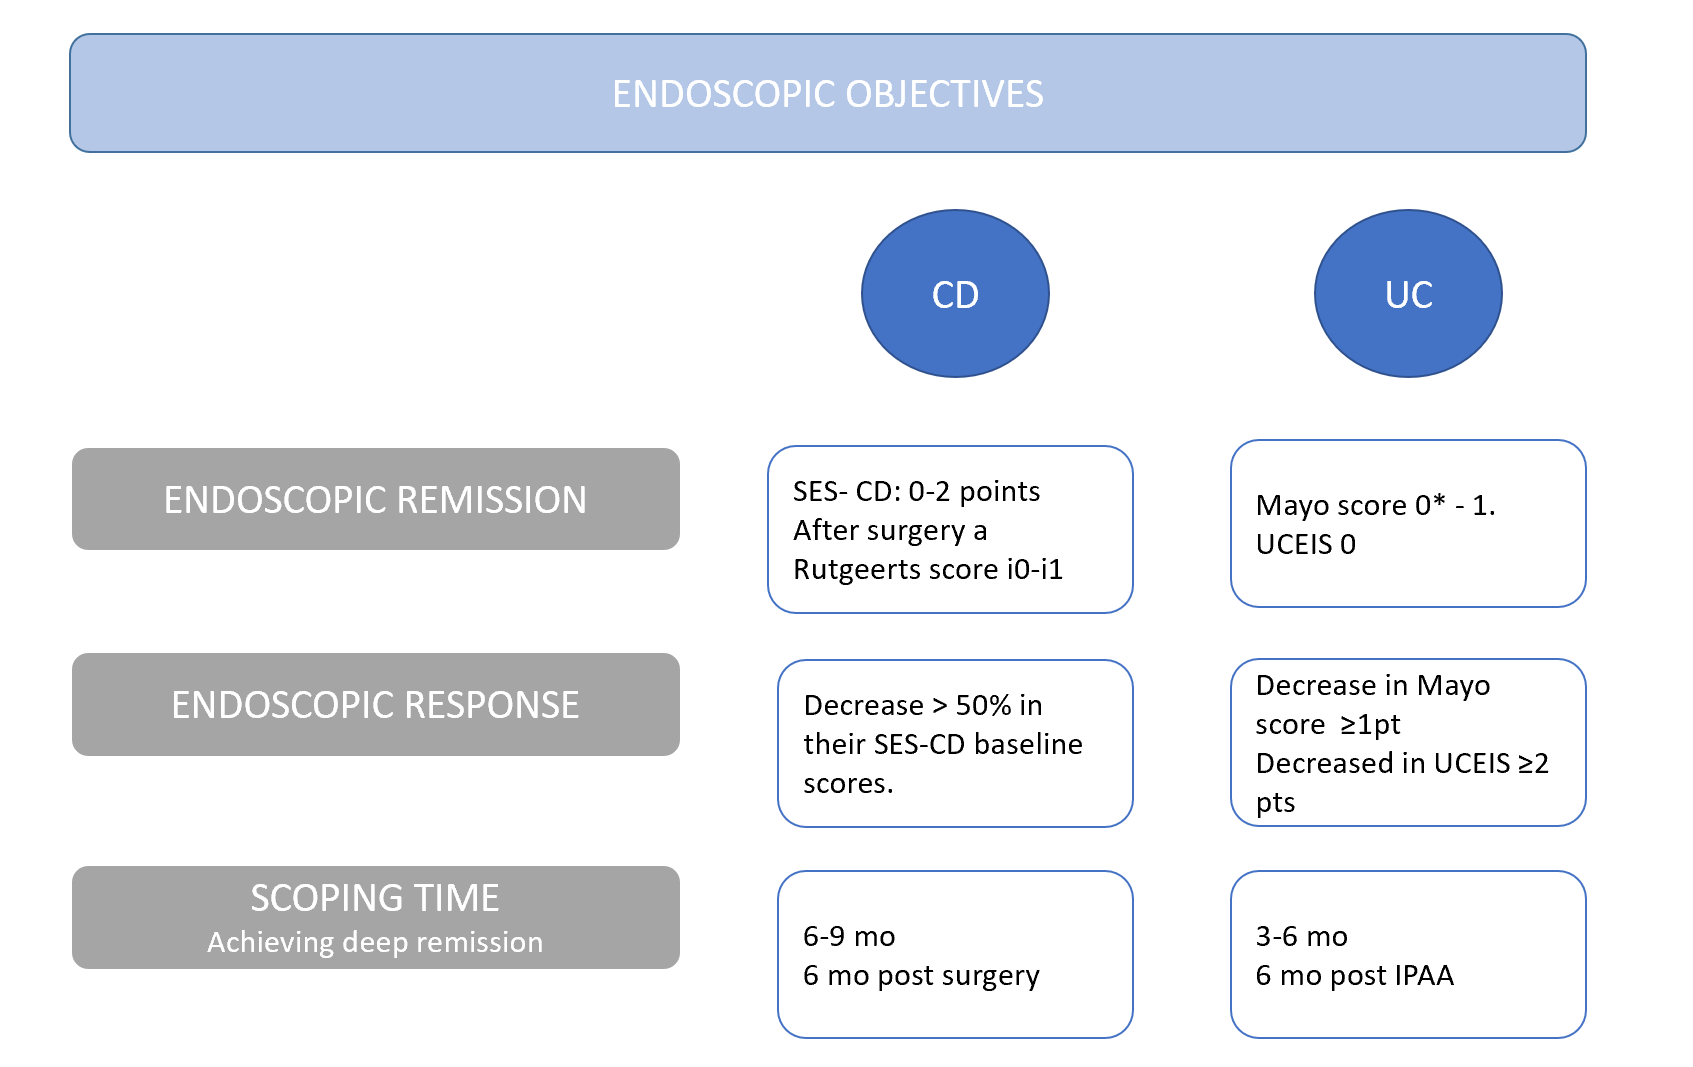 ENDOSCOPIC OBJECTIVES
CD
UC
ENDOSCOPIC REMISSION
SES- CD: 0-2 points
After surgery a
Rutgeerts score i0-i1
Mayo score 0* - 1.
UCEIS 0
ENDOSCOPIC RESPONSE
Decrease > 50% in
their SES-CD baseline
scores.
Decrease in Mayo
score  ≥1pt
Decreased in UCEIS ≥2
pts
SCOPING TIME
Achieving deep remission
6-9 mo
6 mo post surgery
3-6 mo
6 mo post IPAA